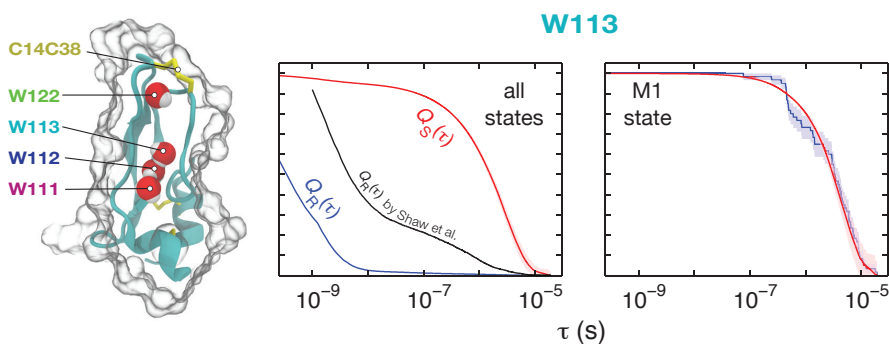 W113
C14C38
W122
W113
W112
W111
all
states
Q_S(τ)
Q_R(τ)
Q_R(τ) by Shaw et al.
10⁻⁹
10⁻⁷
10⁻⁵
M1
state
10⁻⁹
10⁻⁷
10⁻⁵
τ (s)